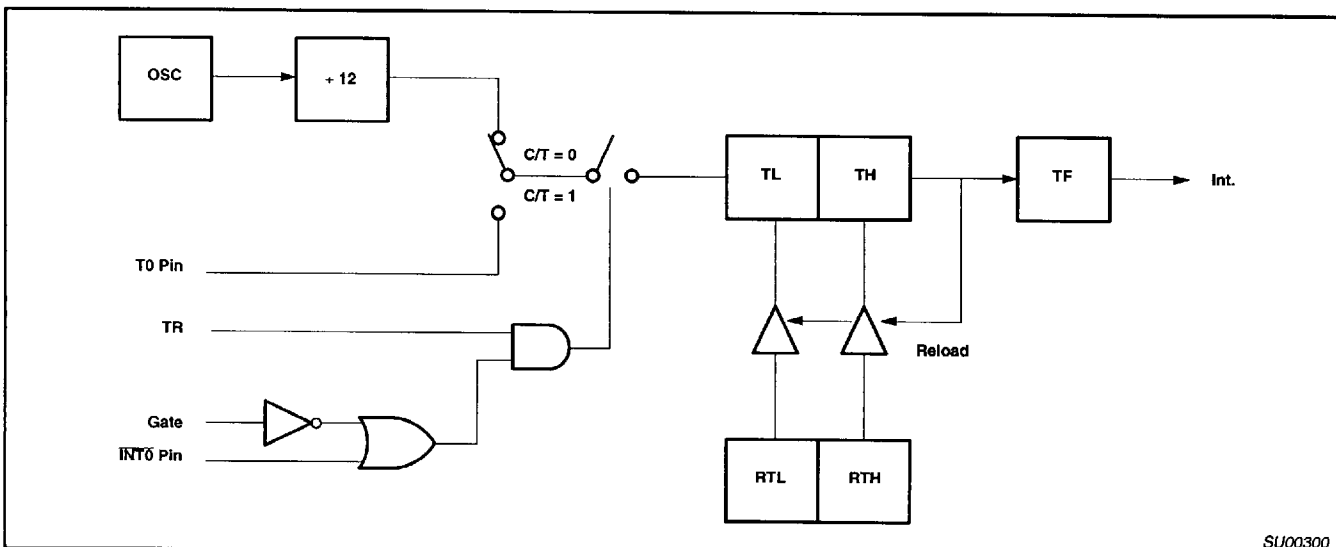 OSC
÷ 12
C/T = 0
C/T = 1
TL
TH
TF
Int.
T0 Pin
TR
Reload
Gate
INT0 Pin
RTL
RTH
SU00300